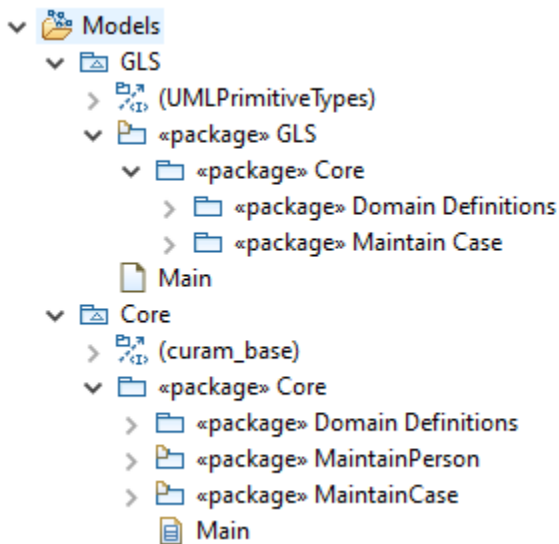 Models
GLS
(UMLPrimitiveTypes)
«package» GLS
«package» Core
«package» Domain Definitions
«package» Maintain Case
Main
Core
(curam_base)
«package» Core
«package» Domain Definitions
«package» MaintainPerson
«package» MaintainCase
Main